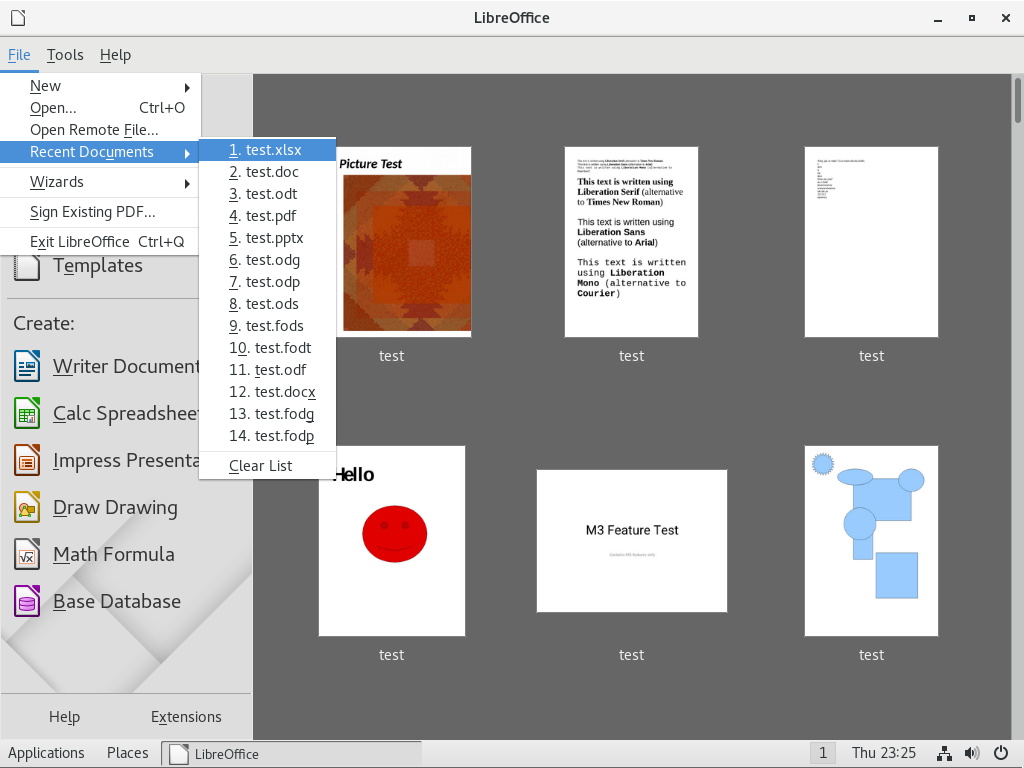 LibreOffice
File Tools Help
New
Open... Ctrl+O
Open Remote File...
Recent Documents
Wizards
Sign Existing PDF...
Exit LibreOffice Ctrl+Q
1. test.xlsx
2. test.doc
3. test.odt
4. test.pdf
5. test.pptx
6. test.odg
7. test.odp
8. test.ods
9. test.fods
10. test.fodt
11. test.odf
12. test.docx
13. test.fodg
14. test.fodp
Clear List
Templates
Create:
Writer Document
Calc Spreadshee
Impress Presenta
Draw Drawing
Math Formula
Base Database
Help Extensions
Picture Test
test
This text is written using
Liberation Serif (alternative
to Times New Roman)
This text is written using
Liberation Sans
(alternative to Arial)
This text is written
using Liberation
Mono (alternative to
Courier)
test
test
Hello
test
M3 Feature Test
test
test
Applications Places LibreOffice 1 Thu 23:25